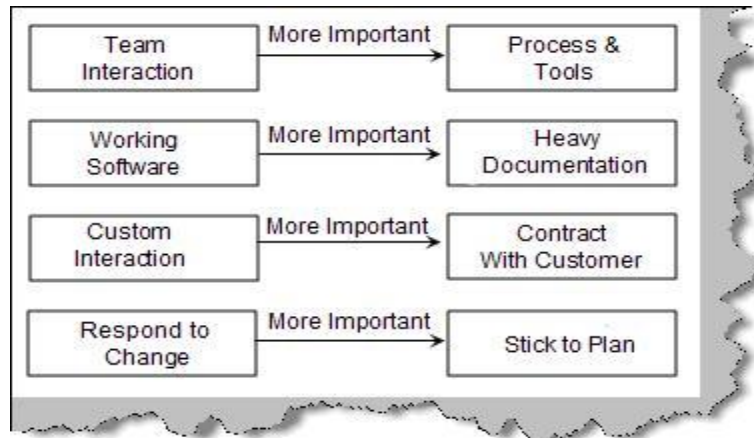 Team
Interaction
More Important
Process &
Tools
Working
Software
More Important
Heavy
Documentation
Custom
Interaction
More Important
Contract
With Customer
Respond to
Change
More Important
Stick to Plan